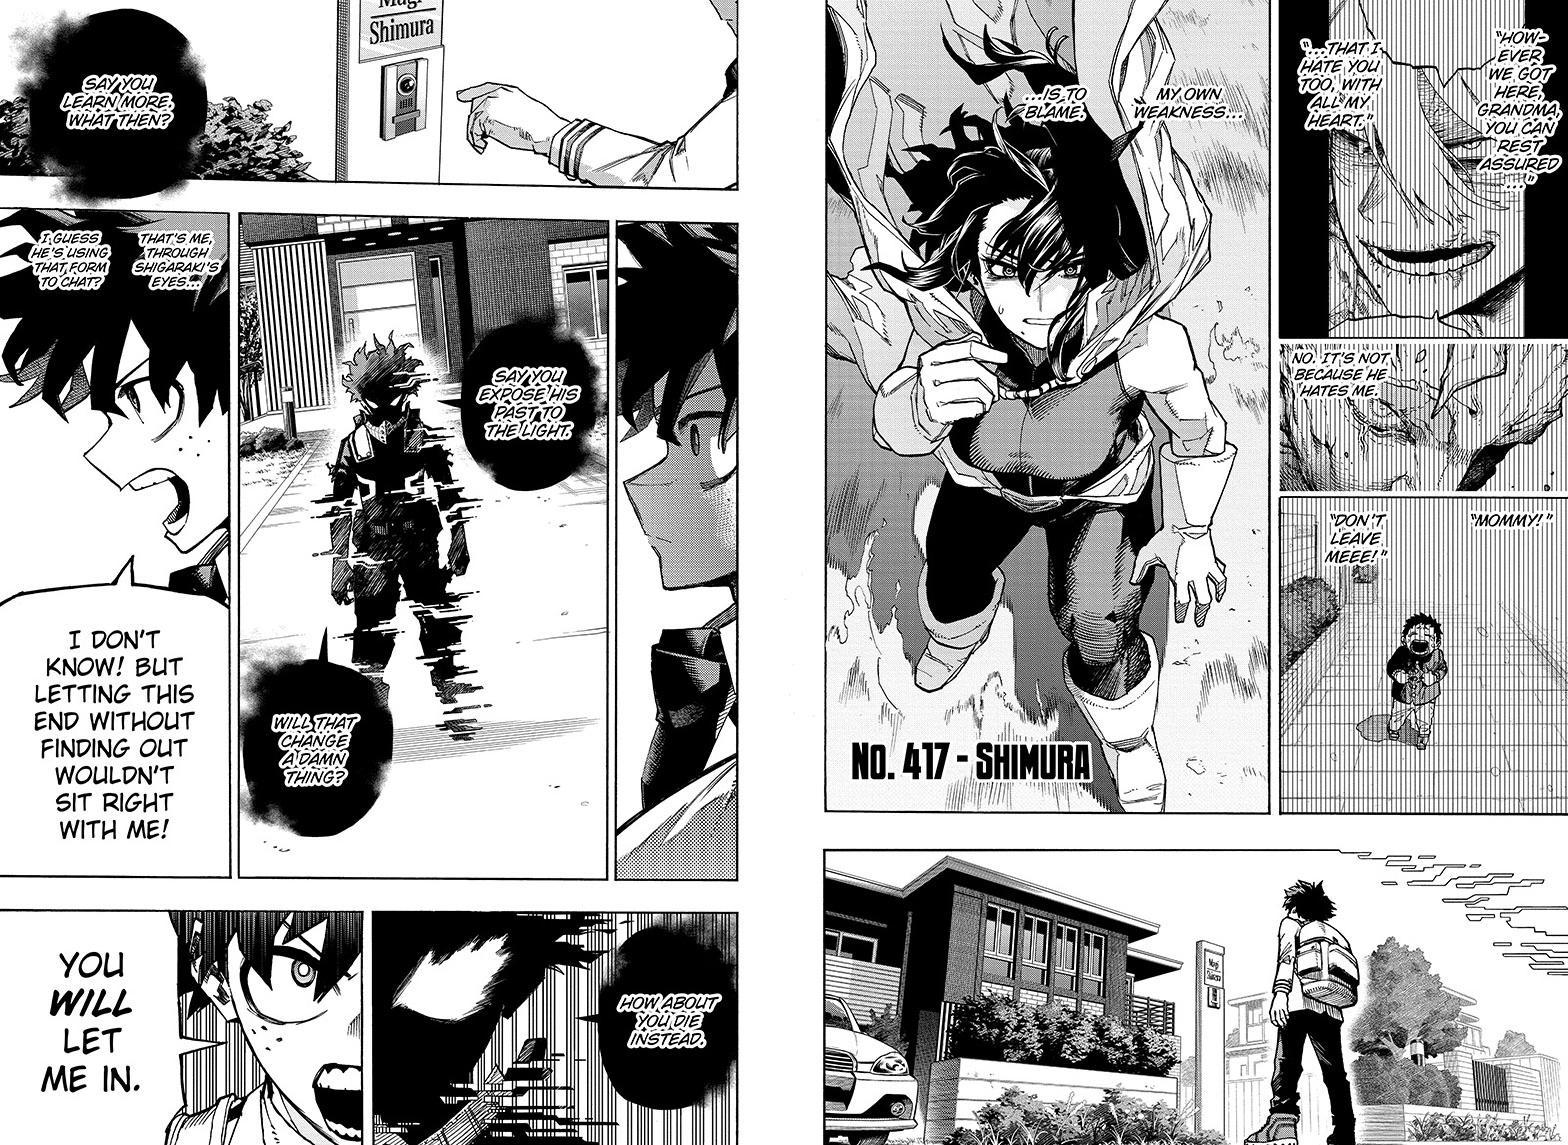 "HOW-
EVER
WE GOT
HERE,
GRANDMA,
YOU CAN
REST
ASSURED
..."
"...THAT I
HATE YOU
TOO, WITH
ALL MY
HEART."
NO. IT'S NOT
BECAUSE HE
HATES ME.
"MOMMY!"
"DON'T
LEAVE
MEEE!"
MY OWN
WEAKNESS...
...IS TO
BLAME.
NO. 417 - SHIMURA
Magi
Shimura
SAY YOU
LEARN MORE.
WHAT THEN?
SAY YOU
EXPOSE HIS
PAST TO
THE LIGHT.
WILL THAT
CHANGE
A DAMN
THING?
THAT'S ME,
THROUGH
SHIGARAKI'S
EYES...
I GUESS
HE'S USING
THAT FORM
TO CHAT?
I DON'T
KNOW! BUT
LETTING THIS
END WITHOUT
FINDING OUT
WOULDN'T
SIT RIGHT
WITH ME!
HOW ABOUT
YOU DIE
INSTEAD.
YOU
WILL
LET
ME IN.